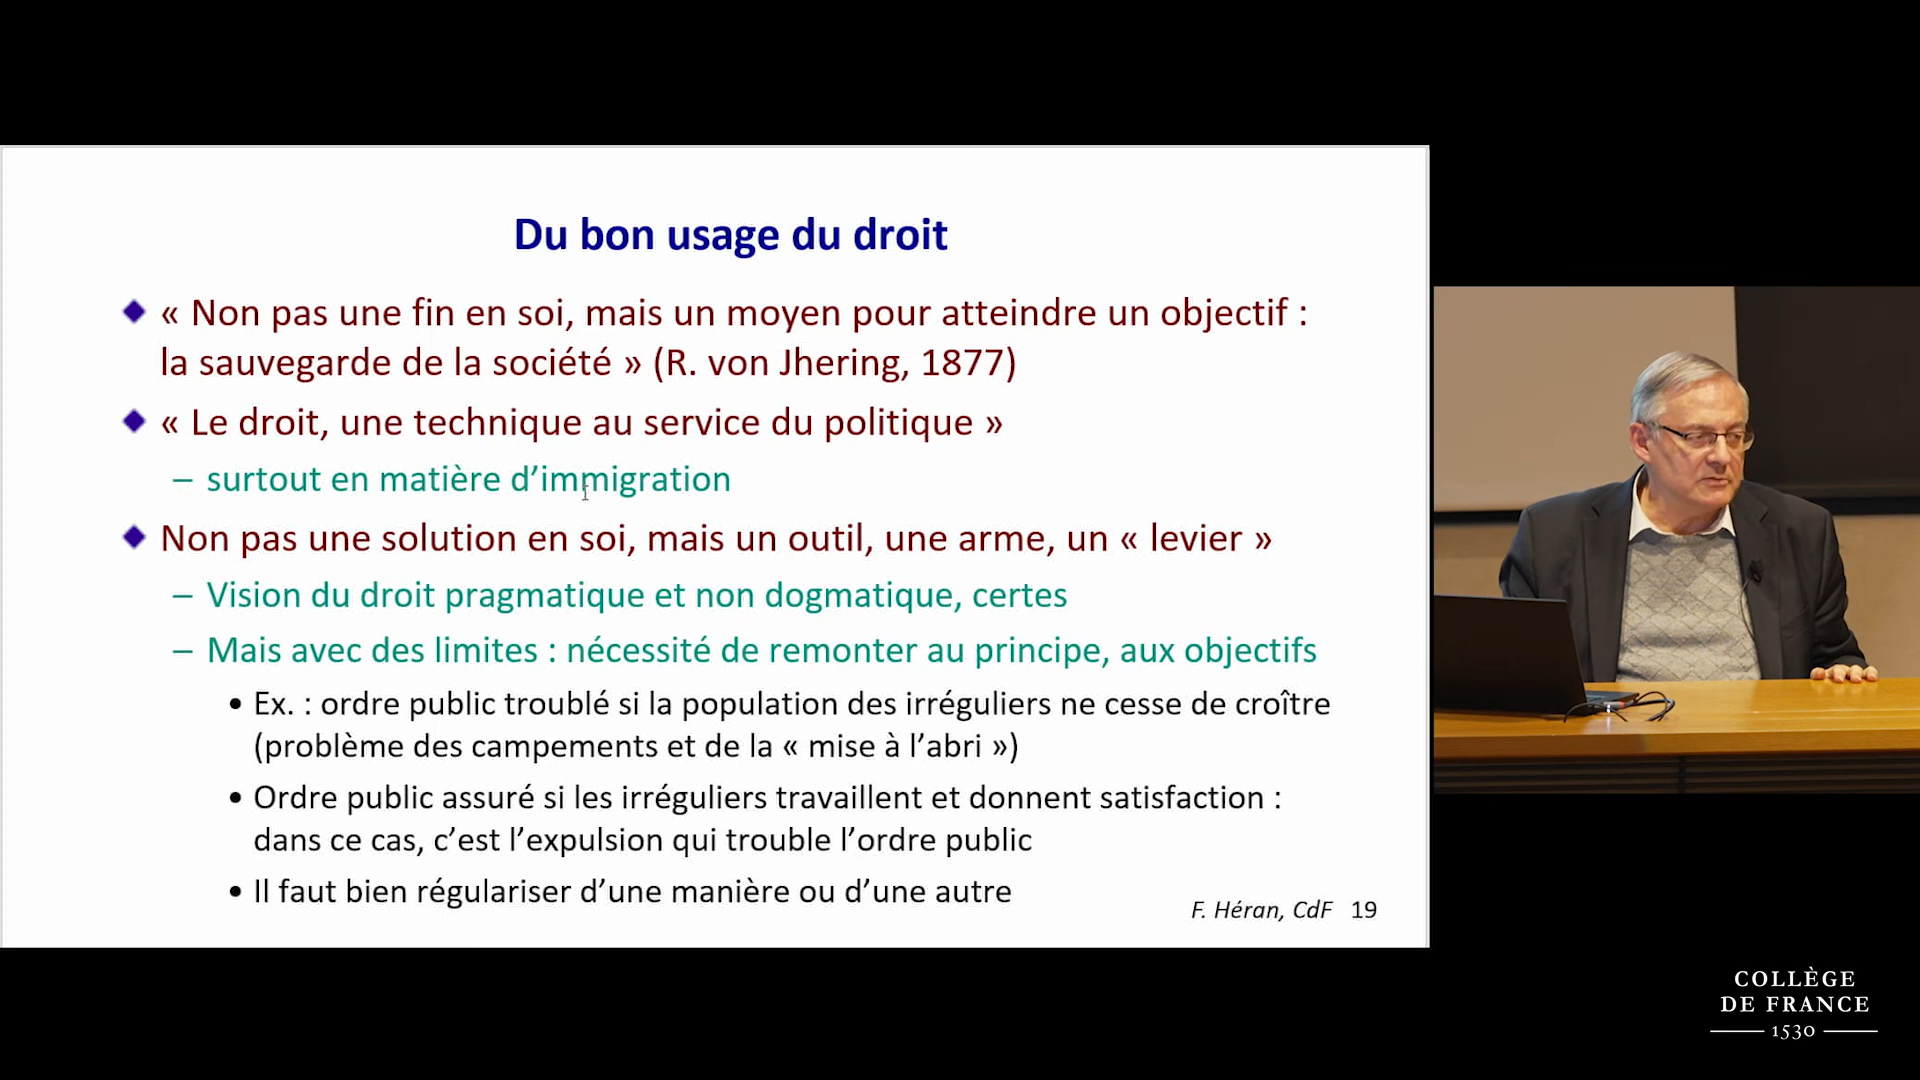 Du bon usage du droit
« Non pas une fin en soi, mais un moyen pour atteindre un objectif :
la sauvegarde de la société » (R. von Jhering, 1877)
« Le droit, une technique au service du politique »
– surtout en matière d’immigration
Non pas une solution en soi, mais un outil, une arme, un « levier »
– Vision du droit pragmatique et non dogmatique, certes
– Mais avec des limites : nécessité de remonter au principe, aux objectifs
• Ex. : ordre public troublé si la population des irréguliers ne cesse de croître
(problème des campements et de la « mise à l’abri »)
• Ordre public assuré si les irréguliers travaillent et donnent satisfaction :
dans ce cas, c’est l’expulsion qui trouble l’ordre public
• Il faut bien régulariser d’une manière ou d’une autre
F. Héran, CdF 19
COLLÈGE
DE FRANCE
1530